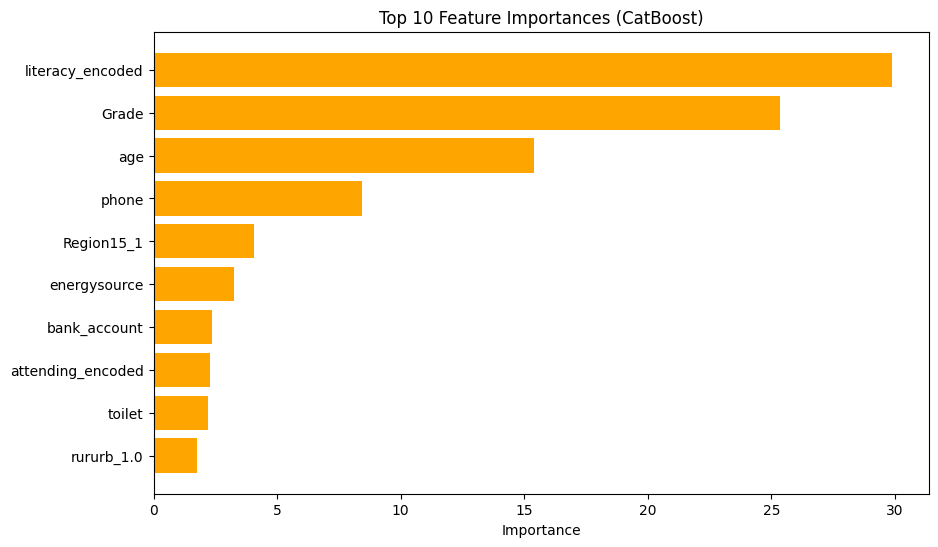 Top 10 Feature Importances (CatBoost)
literacy_encoded
Grade
age
phone
Region15_1
energysource
bank_account
attending_encoded
toilet
rururb_1.0
0 5 10 15 20 25 30
Importance